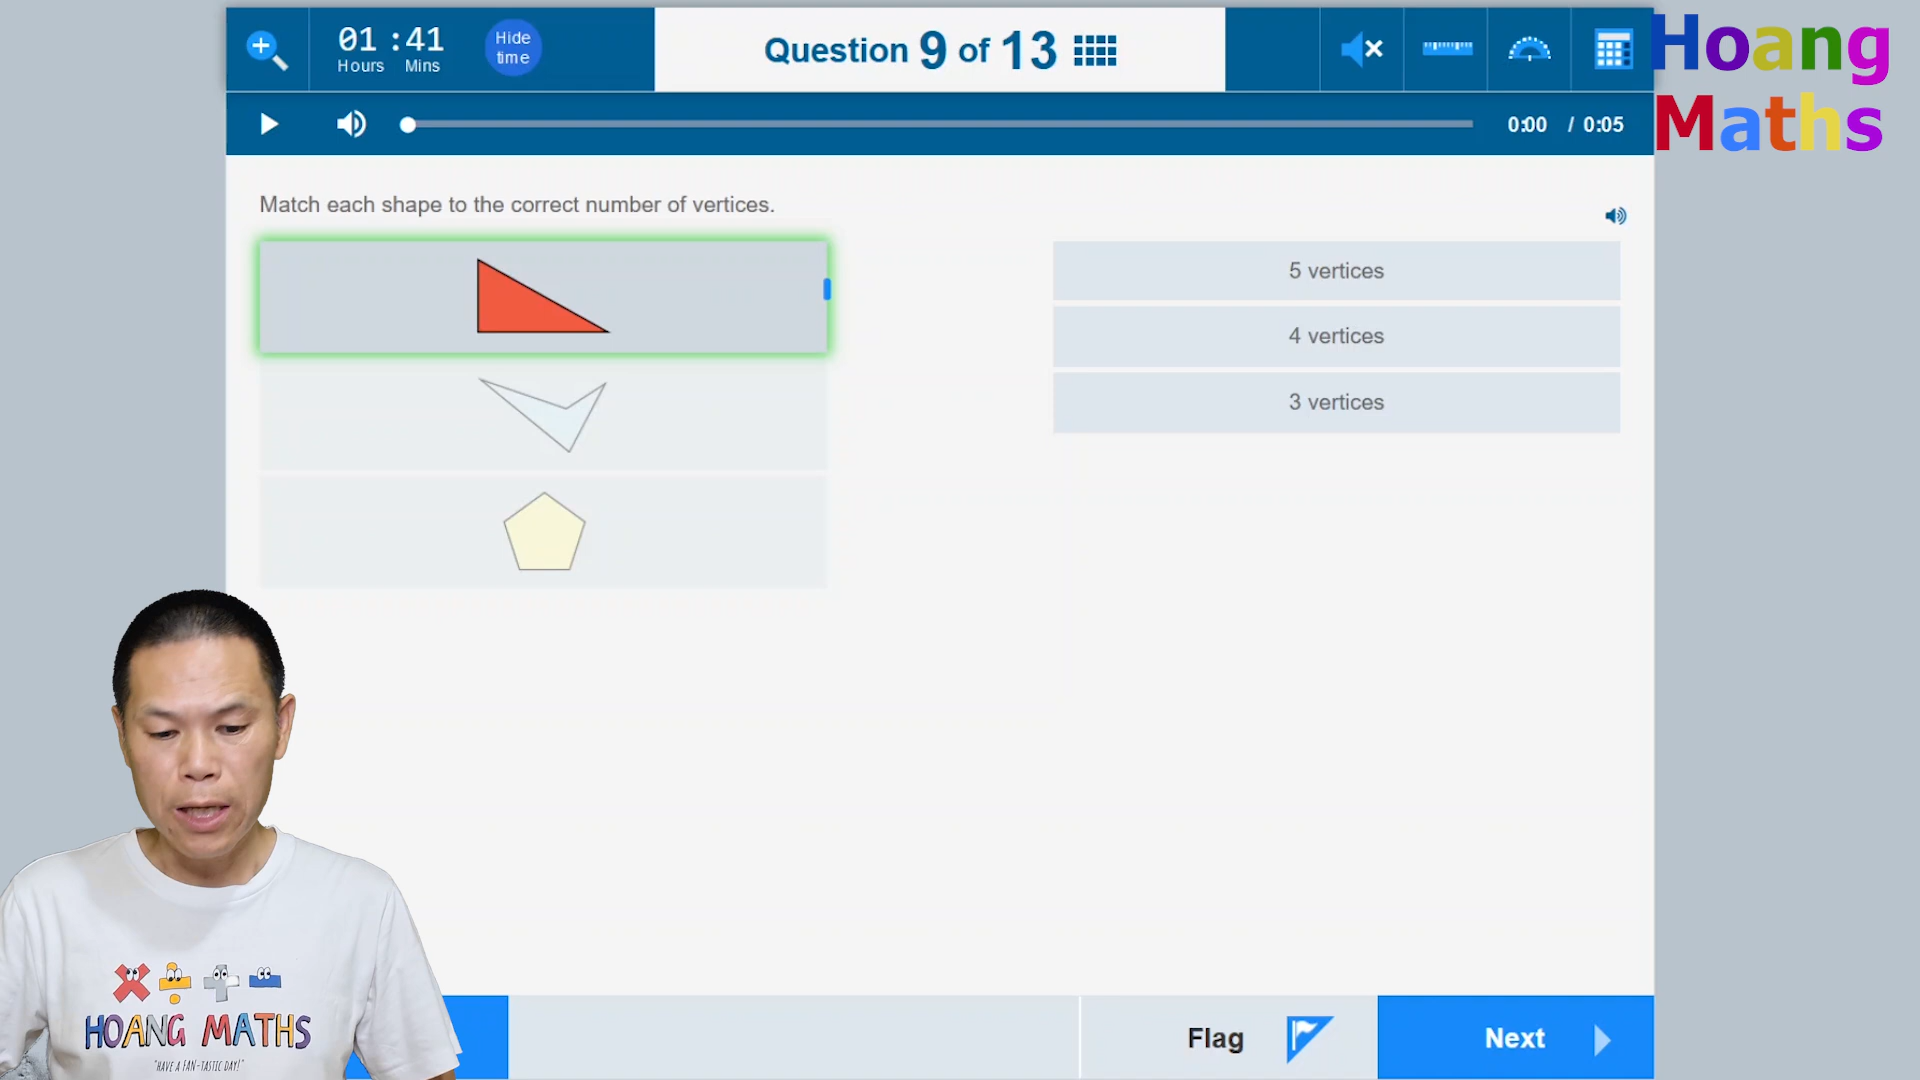 01 : 41
Hours Mins
Hide
time
Question 9 of 13
Hoang
Maths
0:00 / 0:05
Match each shape to the correct number of vertices.
5 vertices
4 vertices
3 vertices
HOANG MATHS
"HAVE A FAN-TASTIC DAY!"
Flag
Next